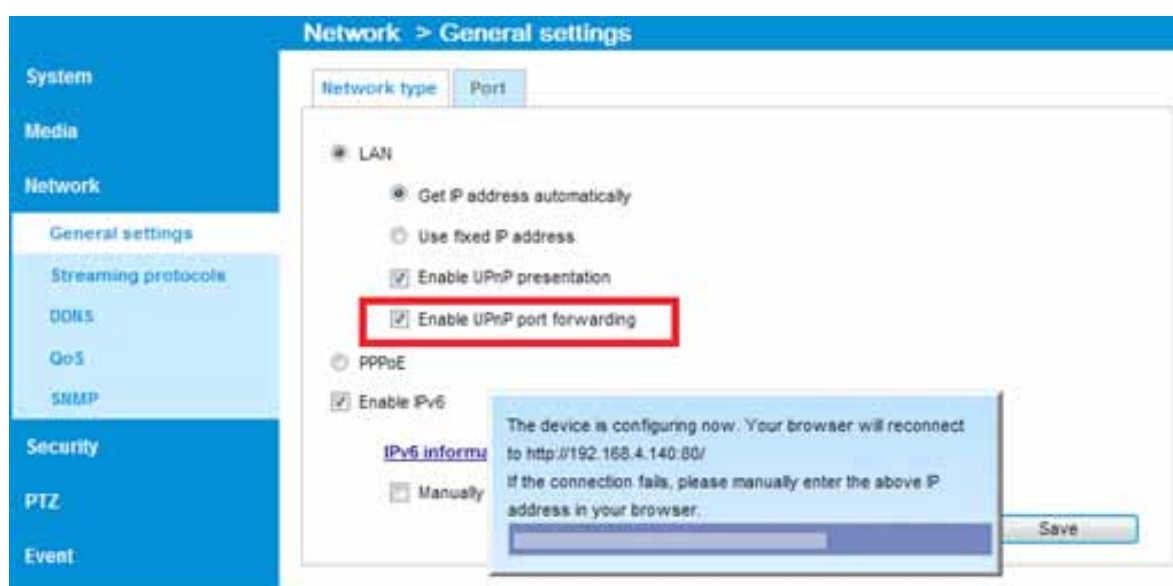 Network > General settings
System
Media
Network
General settings
Streaming protocols
DDNS
QoS
SNMP
Security
PTZ
Event
Network type
Port
LAN
Get IP address automatically
Use fixed IP address
Enable UPnP presentation
Enable UPnP port forwarding
PPPoE
Enable IPv6
IPv6 informa
Manually
The device is configuring now. Your browser will reconnect
to http://192.168.4.140:80/
If the connection fails, please manually enter the above IP
address in your browser.
Save